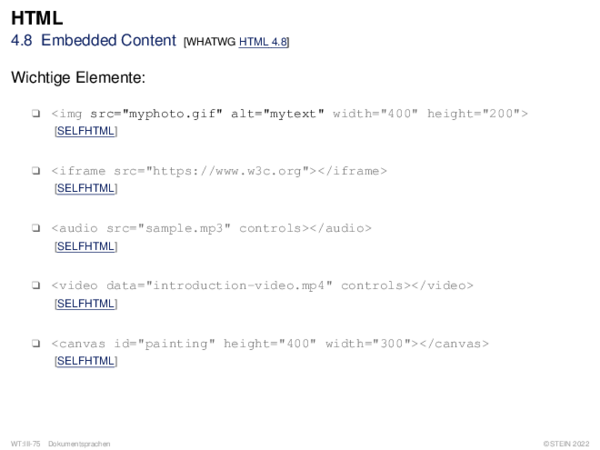 HTML
4.8 Embedded Content [WHATWG HTML 4.8]
Wichtige Elemente:
❑ <img src="myphoto.gif" alt="mytext" width="400" height="200">
[SELFHTML]
❑ <iframe src="https://www.w3c.org"></iframe>
[SELFHTML]
❑ <audio src="sample.mp3" controls></audio>
[SELFHTML]
❑ <video data="introduction-video.mp4" controls></video>
[SELFHTML]
❑ <canvas id="painting" height="400" width="300"></canvas>
[SELFHTML]
WT:III-75 Dokumentsprachen ©STEIN 2022